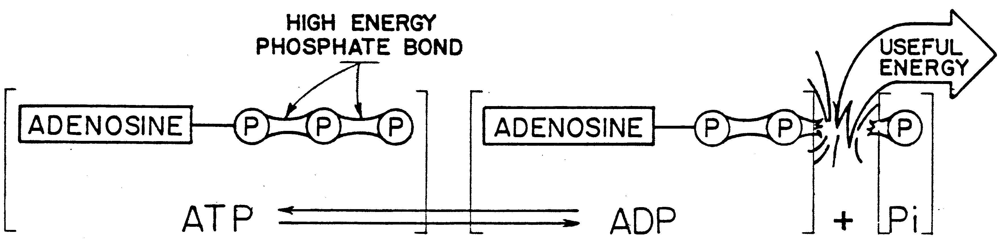 HIGH ENERGY
PHOSPHATE BOND
USEFUL
ENERGY
ADENOSINE P P P
ADENOSINE P P P
ATP ADP + Pi